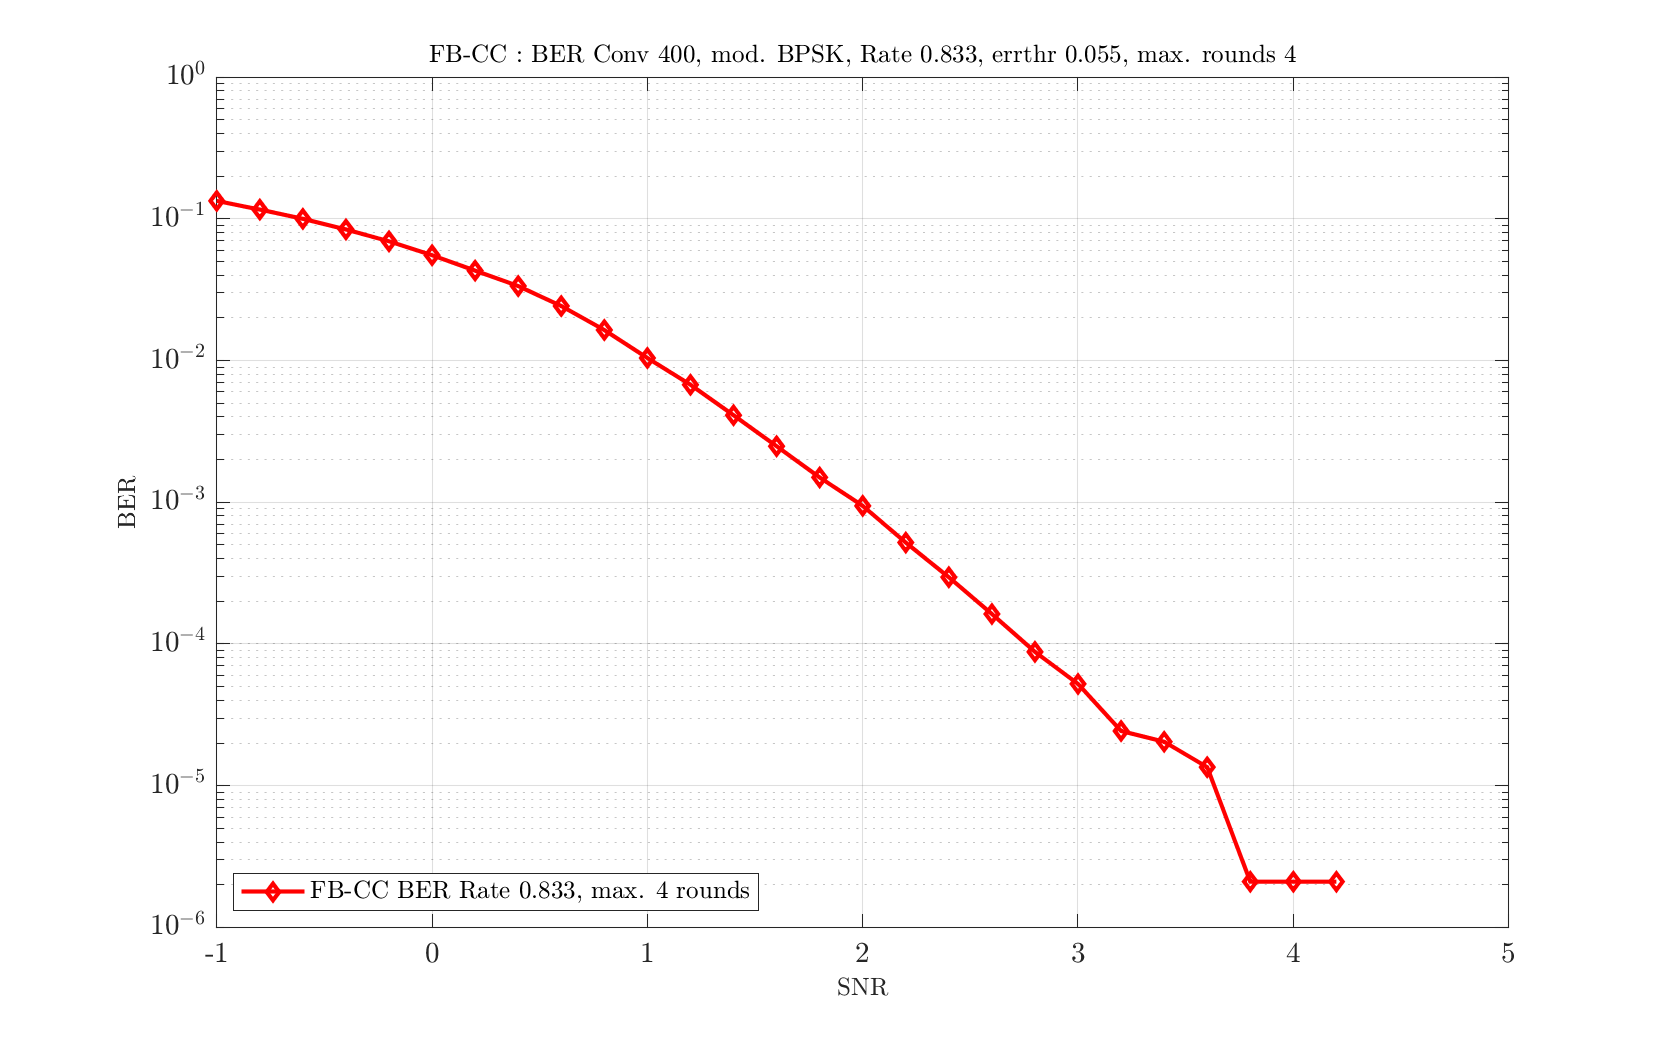 FB-CC : BER Conv 400, mod. BPSK, Rate 0.833, errthr 0.055, max. rounds 4
10^0
10^-1
10^-2
10^-3
10^-4
10^-5
10^-6
BER
FB-CC BER Rate 0.833, max. 4 rounds
-1 0 1 2 3 4 5
SNR